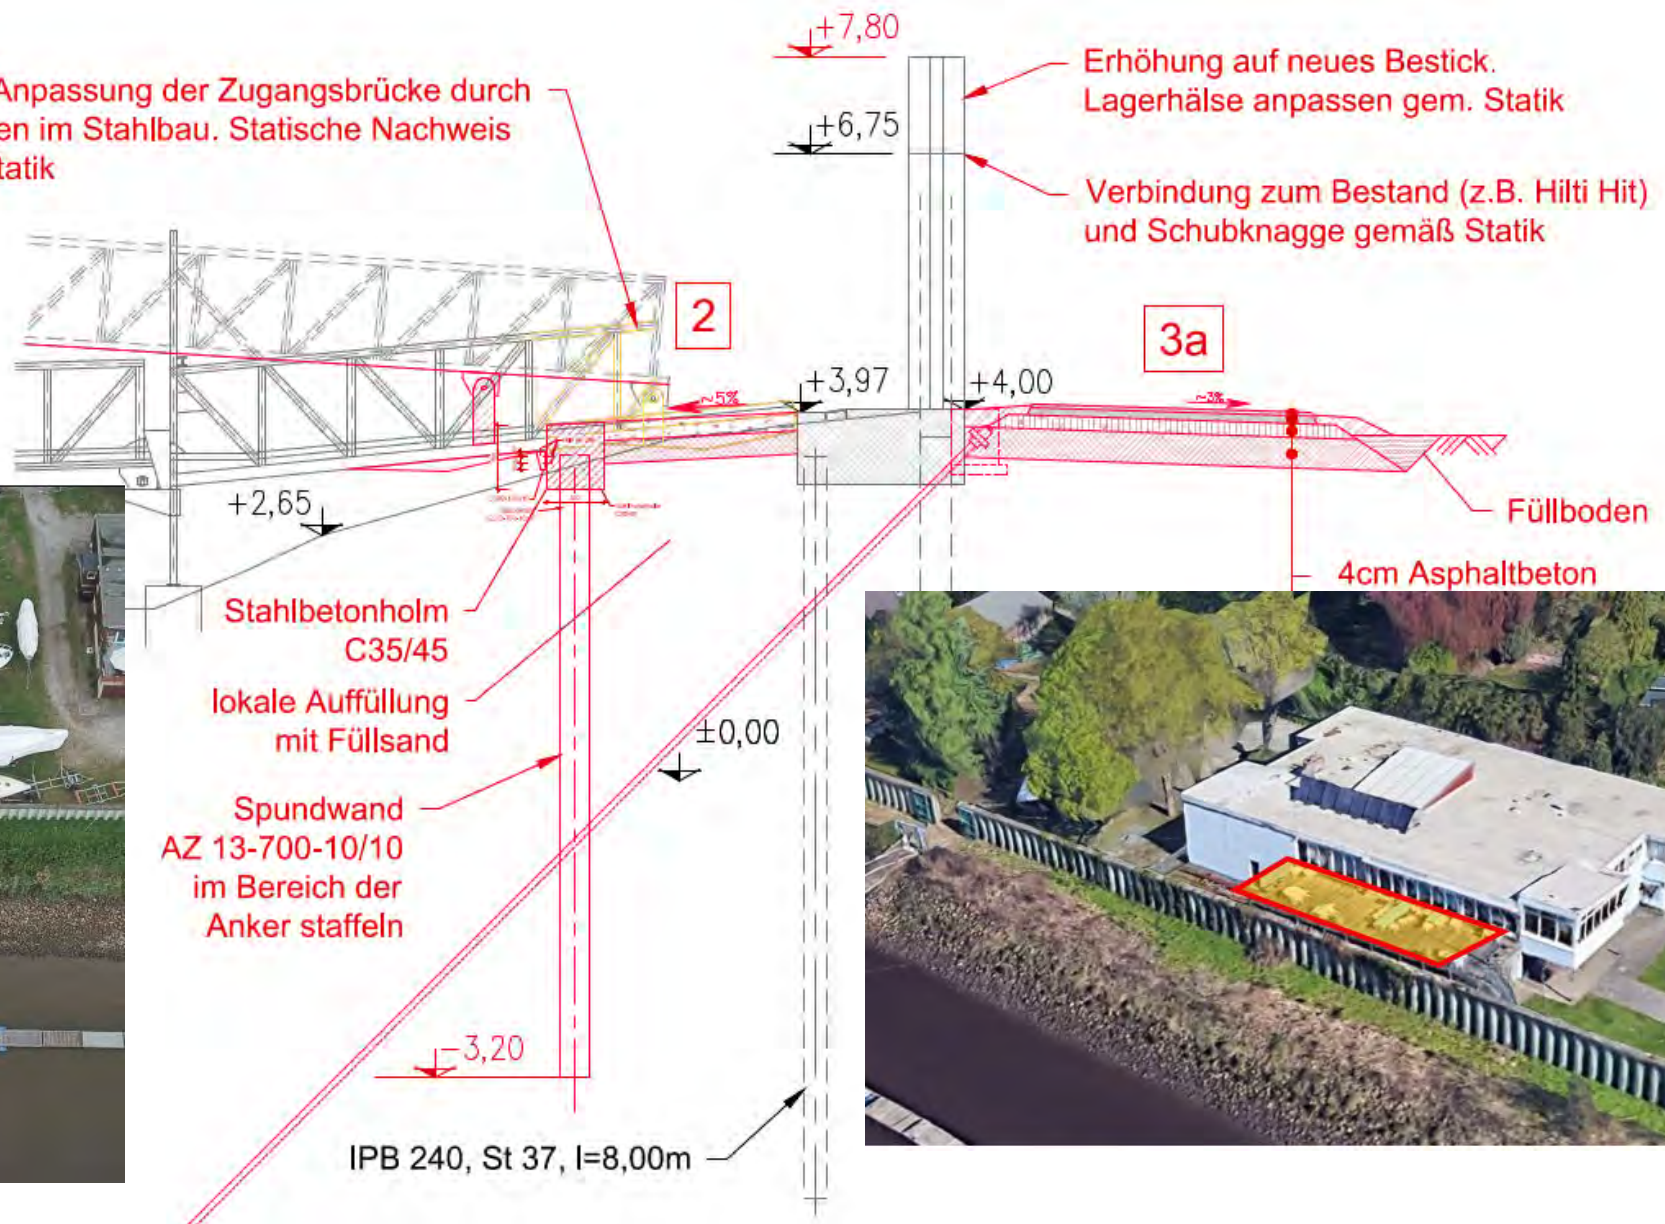 +7,80
Erhöhung auf neues Bestick.
Lagerhälse anpassen gem. Statik
Anpassung der Zugangsbrücke durch
en im Stahlbau. Statische Nachweis
tatik
+6,75
Verbindung zum Bestand (z.B. Hilti Hit)
und Schubknagge gemäß Statik
2
3a
+3,97
+4,00
~5%
~3%
+2,65
Füllboden
4cm Asphaltbeton
Stahlbetonholm
C35/45
lokale Auffüllung
mit Füllsand
±0,00
Spundwand
AZ 13-700-10/10
im Bereich der
Anker staffeln
-3,20
IPB 240, St 37, l=8,00m